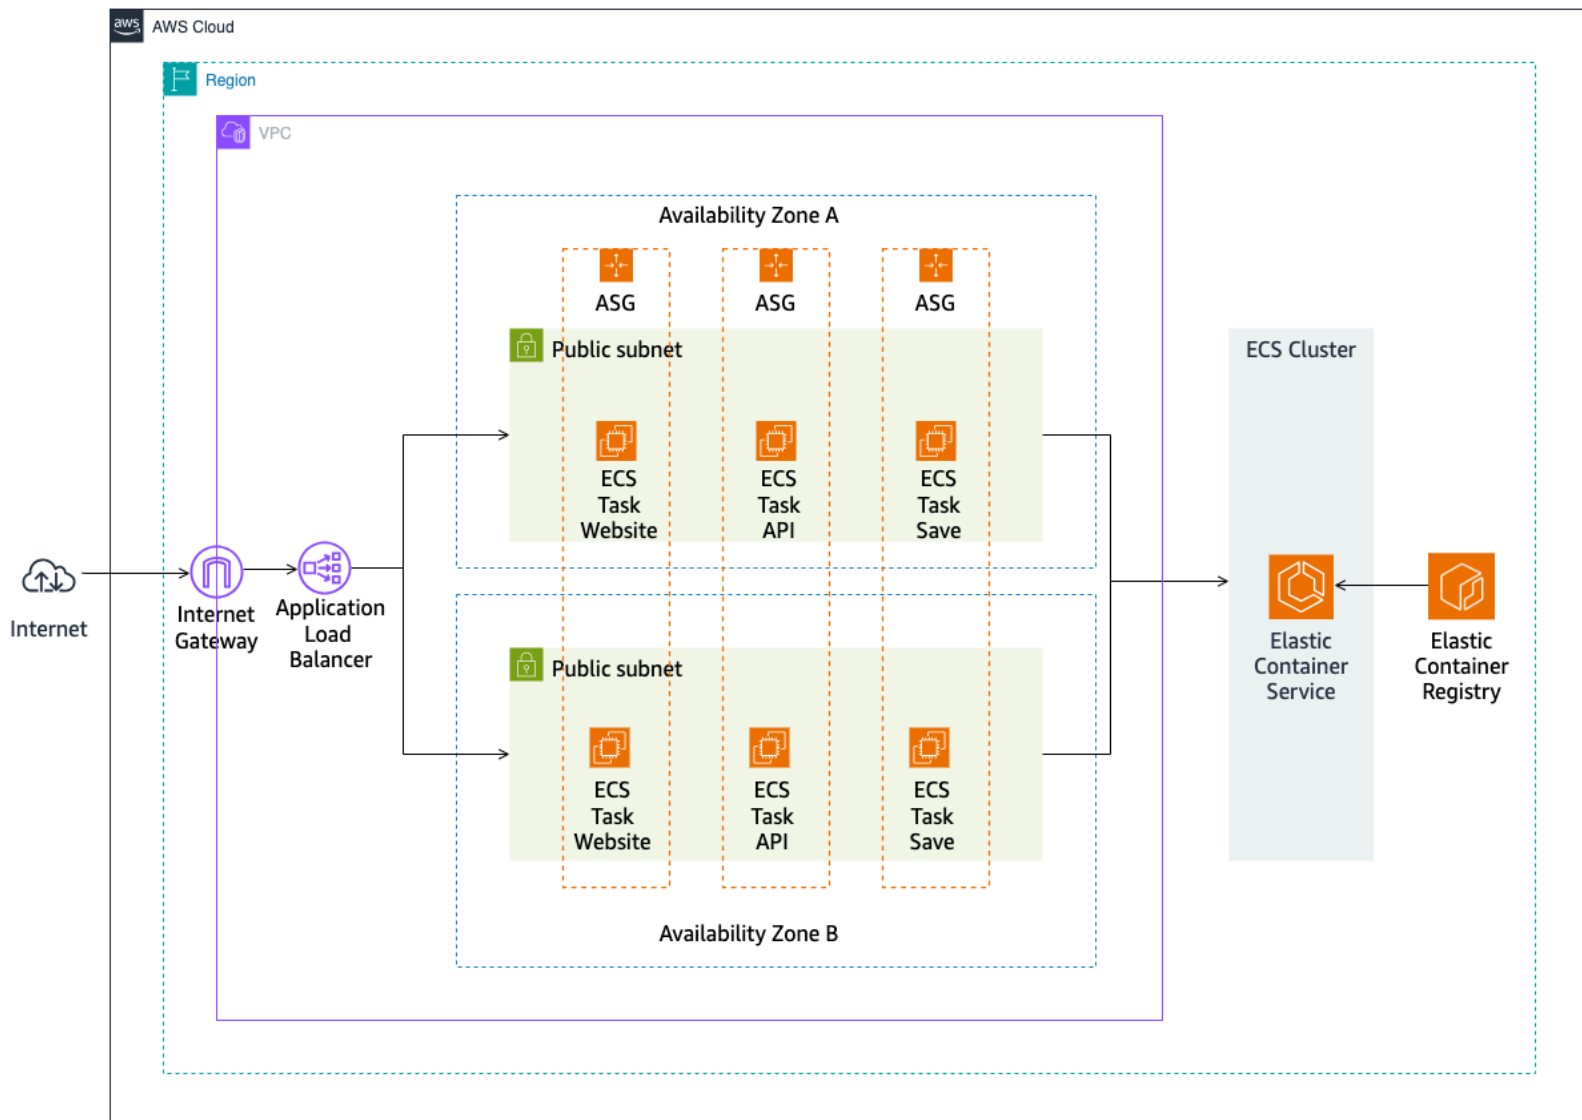 aws
AWS Cloud
Region
VPC
Availability Zone A
ASG
ASG
ASG
Public subnet
ECS
Task
Website
ECS
Task
API
ECS
Task
Save
ECS Cluster
Internet
Internet
Gateway
Application
Load
Balancer
Elastic
Container
Service
Elastic
Container
Registry
Public subnet
ECS
Task
Website
ECS
Task
API
ECS
Task
Save
Availability Zone B